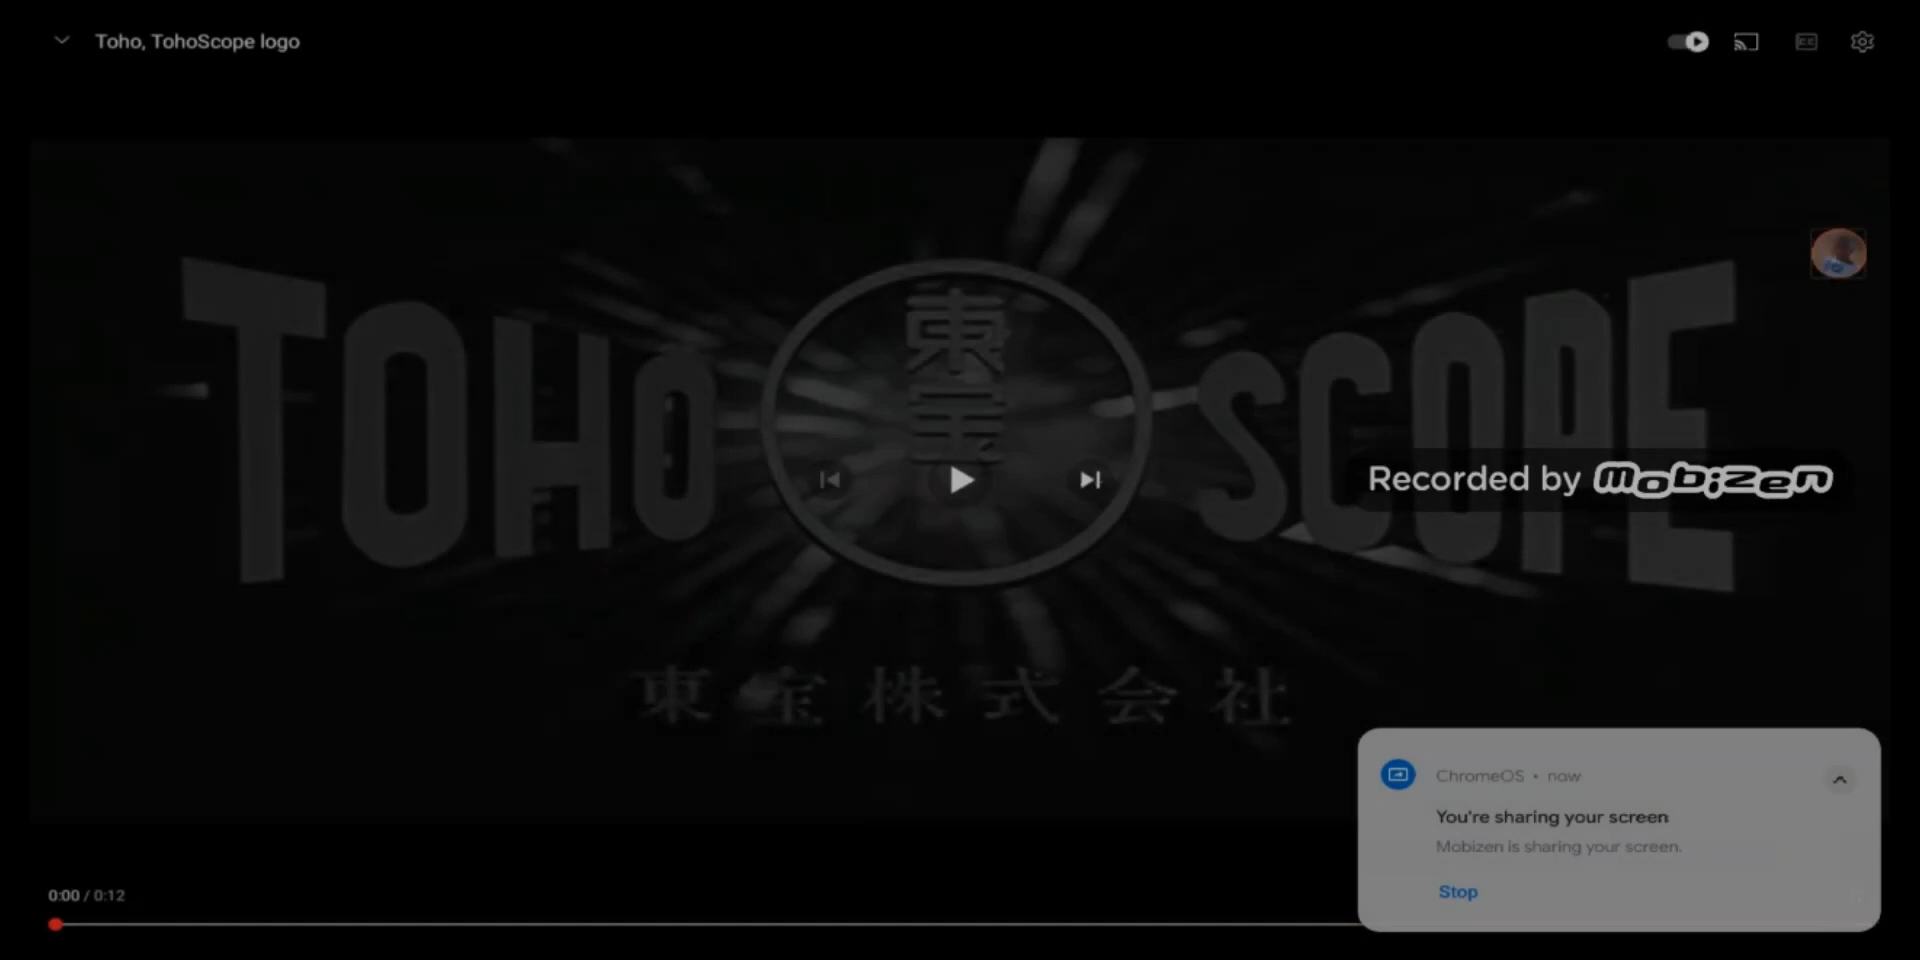 Toho, TohoScope logo
TOHO 東宝 SCOPE
Recorded by mobizen
東宝株式会社
ChromeOS • now
You're sharing your screen
Mobizen is sharing your screen.
Stop
0:00 / 0:12